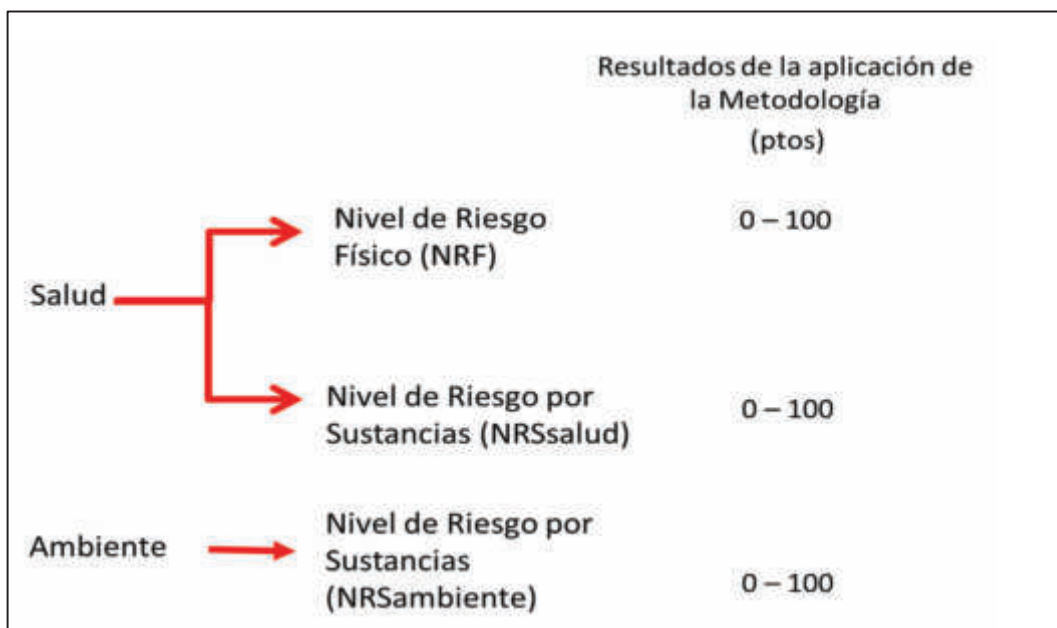 Resultados de la aplicación de
la Metodología
(ptos)
Salud
Nivel de Riesgo
Físico (NRF)
0 – 100
Nivel de Riesgo por
Sustancias (NRSsalud)
0 – 100
Ambiente
Nivel de Riesgo por
Sustancias
(NRSambiente)
0 – 100